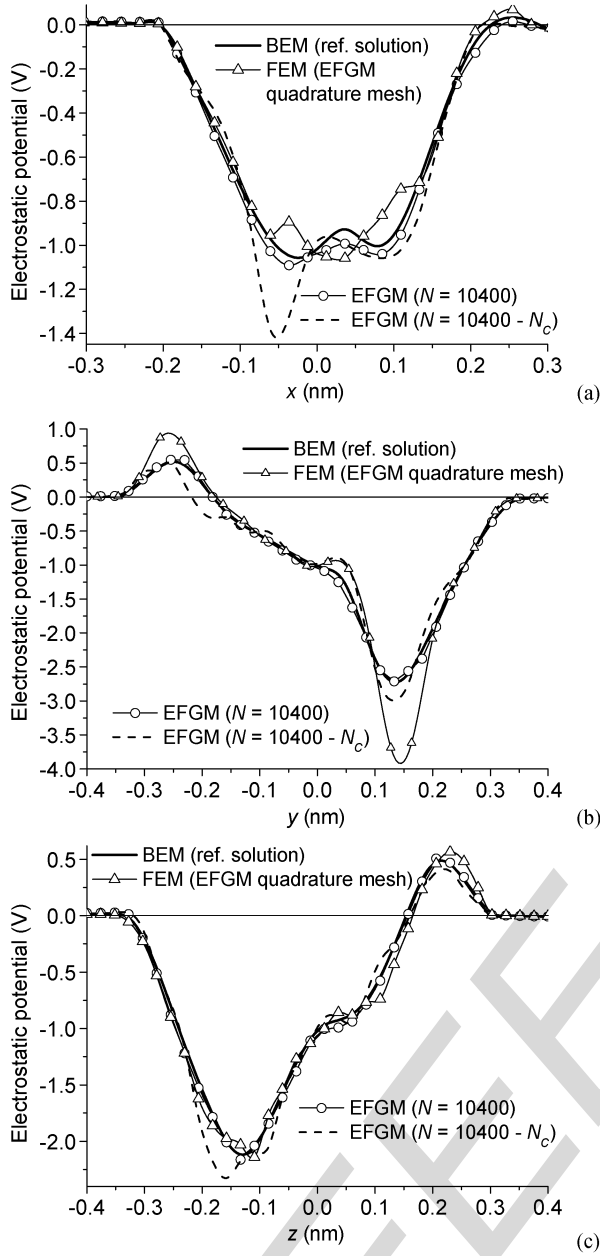 0.0
-0.2
-0.4
-0.6
-0.8
-1.0
-1.2
-1.4
Electrostatic potential (V)
BEM (ref. solution)
FEM (EFGM
quadrature mesh)
EFGM (N = 10400)
EFGM (N = 10400 - Nc)
-0.3 -0.2 -0.1 0.0 0.1 0.2 0.3
x (nm)
(a)
1.0
0.5
0.0
-0.5
-1.0
-1.5
-2.0
-2.5
-3.0
-3.5
-4.0
Electrostatic potential (V)
BEM (ref. solution)
FEM (EFGM quadrature mesh)
EFGM (N = 10400)
EFGM (N = 10400 - Nc)
-0.4 -0.3 -0.2 -0.1 0.0 0.1 0.2 0.3 0.4
y (nm)
(b)
0.5
0.0
-0.5
-1.0
-1.5
-2.0
Electrostatic potential (V)
BEM (ref. solution)
FEM (EFGM quadrature mesh)
EFGM (N = 10400)
EFGM (N = 10400 - Nc)
-0.4 -0.3 -0.2 -0.1 0.0 0.1 0.2 0.3 0.4
z (nm)
(c)